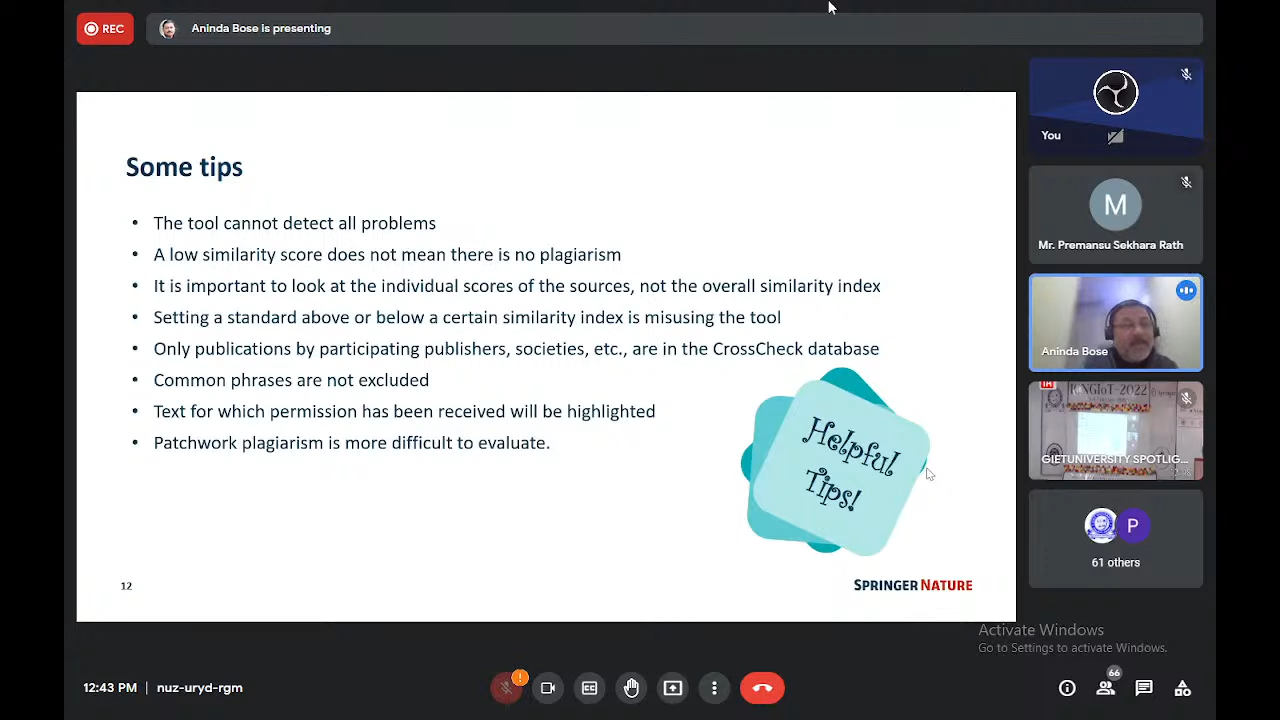 REC
Aninda Bose is presenting
Some tips
• The tool cannot detect all problems
• A low similarity score does not mean there is no plagiarism
• It is important to look at the individual scores of the sources, not the overall similarity index
• Setting a standard above or below a certain similarity index is misusing the tool
• Only publications by participating publishers, societies, etc., are in the CrossCheck database
• Common phrases are not excluded
• Text for which permission has been received will be highlighted
• Patchwork plagiarism is more difficult to evaluate.
Helpful
Tips!
12
SPRINGER NATURE
You
M
Mr. Premansu Sekhara Rath
Aninda Bose
GIETUNIVERSITY SPOTLIG...
P
61 others
Activate Windows
Go to Settings to activate Windows.
12:43 PM | nuz-uryd-rgm
!
CC
66